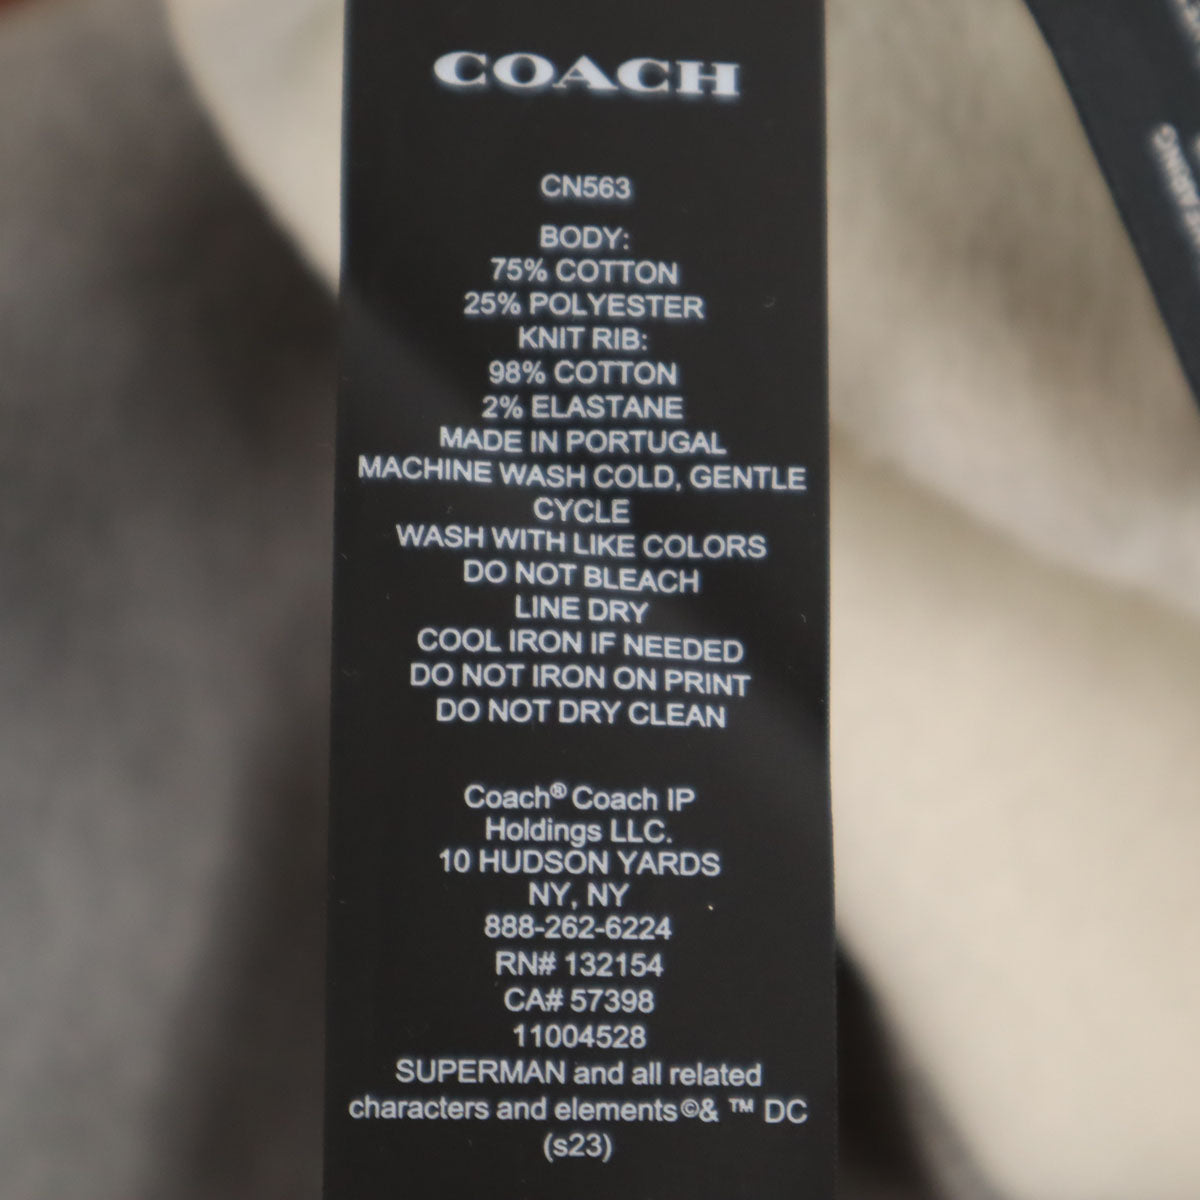 COACH
CN563
BODY:
75% COTTON
25% POLYESTER
KNIT RIB:
98% COTTON
2% ELASTANE
MADE IN PORTUGAL
MACHINE WASH COLD, GENTLE
CYCLE
WASH WITH LIKE COLORS
DO NOT BLEACH
LINE DRY
COOL IRON IF NEEDED
DO NOT IRON ON PRINT
DO NOT DRY CLEAN
Coach® Coach IP
Holdings LLC.
10 HUDSON YARDS
NY, NY
888-262-6224
RN# 132154
CA# 57398
11004528
SUPERMAN and all related
characters and elements©& ™ DC
(s23)